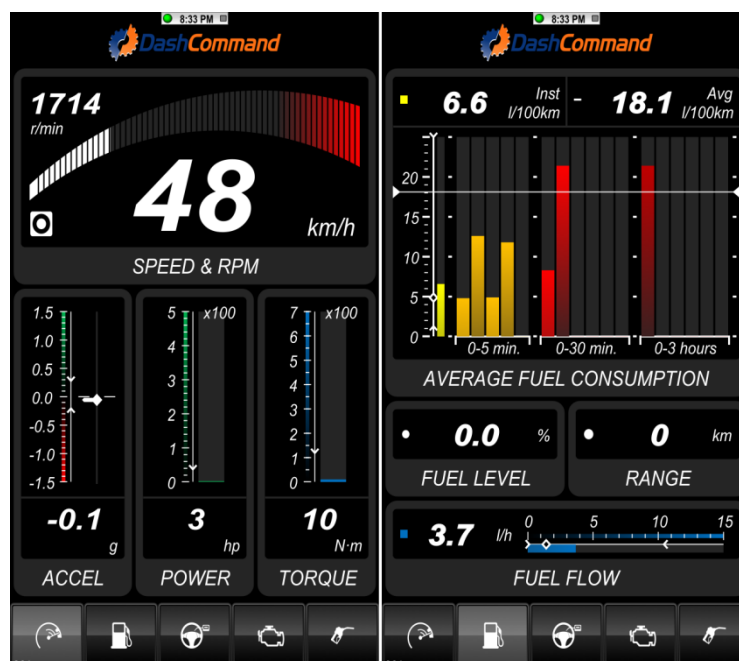 8:33 PM
DashCommand
1714
r/min
48
km/h
SPEED & RPM
1.5
1.0
0.5
0.0
-0.5
-1.0
-1.5
-0.1
g
ACCEL
x100
5
4
3
2
1
0
3
hp
POWER
x100
7
6
5
4
3
2
1
0
10
N·m
TORQUE
8:33 PM
DashCommand
6.6 Inst l/100km
- 18.1 Avg l/100km
20
15
10
5
0
0-5 min. 0-30 min. 0-3 hours
AVERAGE FUEL CONSUMPTION
0.0 %
FUEL LEVEL
0 km
RANGE
3.7 l/h
0 5 10 15
FUEL FLOW